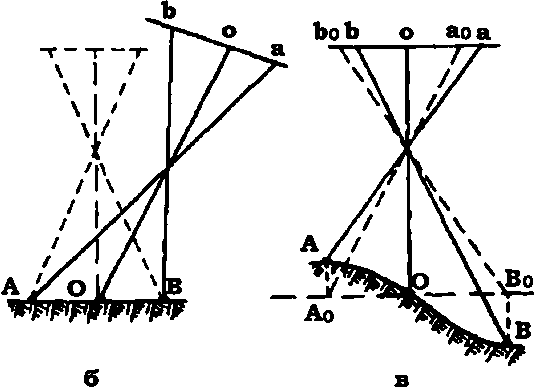 b o a
b₀ b o a₀ a
A O B
A O B₀
A₀ B
б в